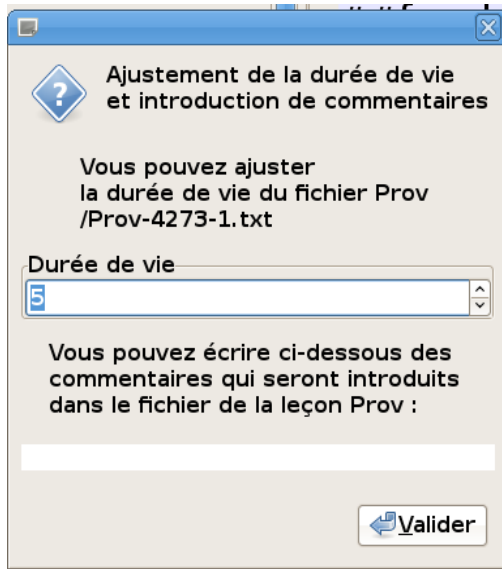 Ajustement de la durée de vie
et introduction de commentaires
Vous pouvez ajuster
la durée de vie du fichier Prov
/Prov-4273-1.txt
Durée de vie
5
Vous pouvez écrire ci-dessous des
commentaires qui seront introduits
dans le fichier de la leçon Prov :
Valider